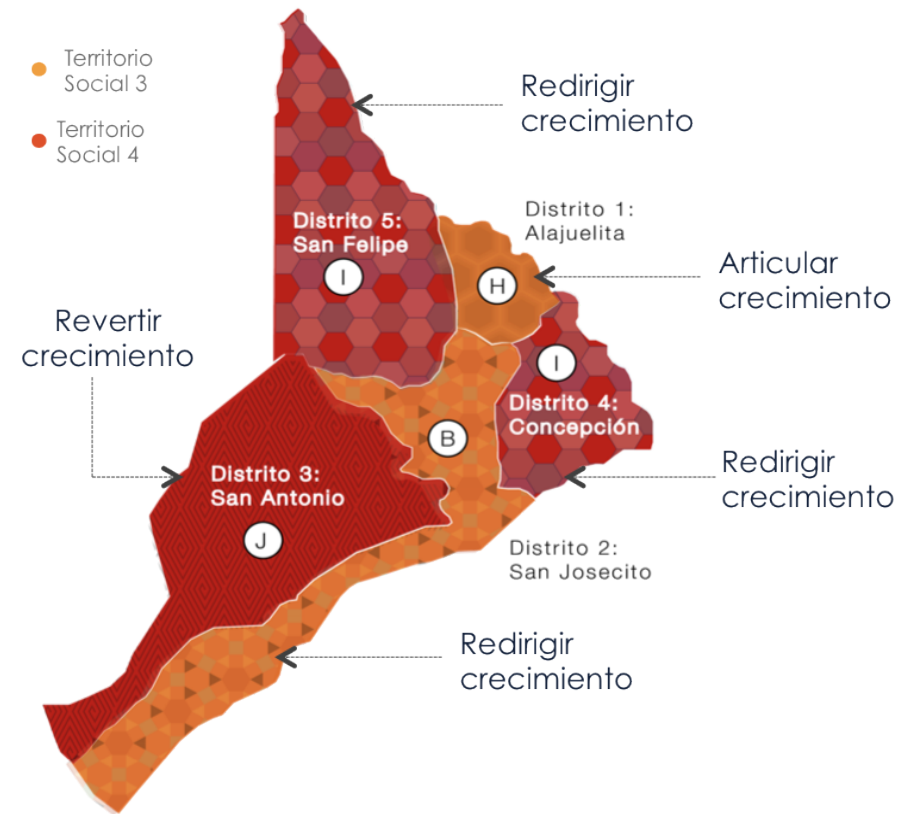 Territorio
Social 3
Territorio
Social 4
Redirigir
crecimiento
Distrito 5:
San Felipe
I
Distrito 1:
Alajuelita
H
Articular
crecimiento
Revertir
crecimiento
I
Distrito 4:
Concepción
B
Redirigir
crecimiento
Distrito 3:
San Antonio
J
Distrito 2:
San Josecito
Redirigir
crecimiento